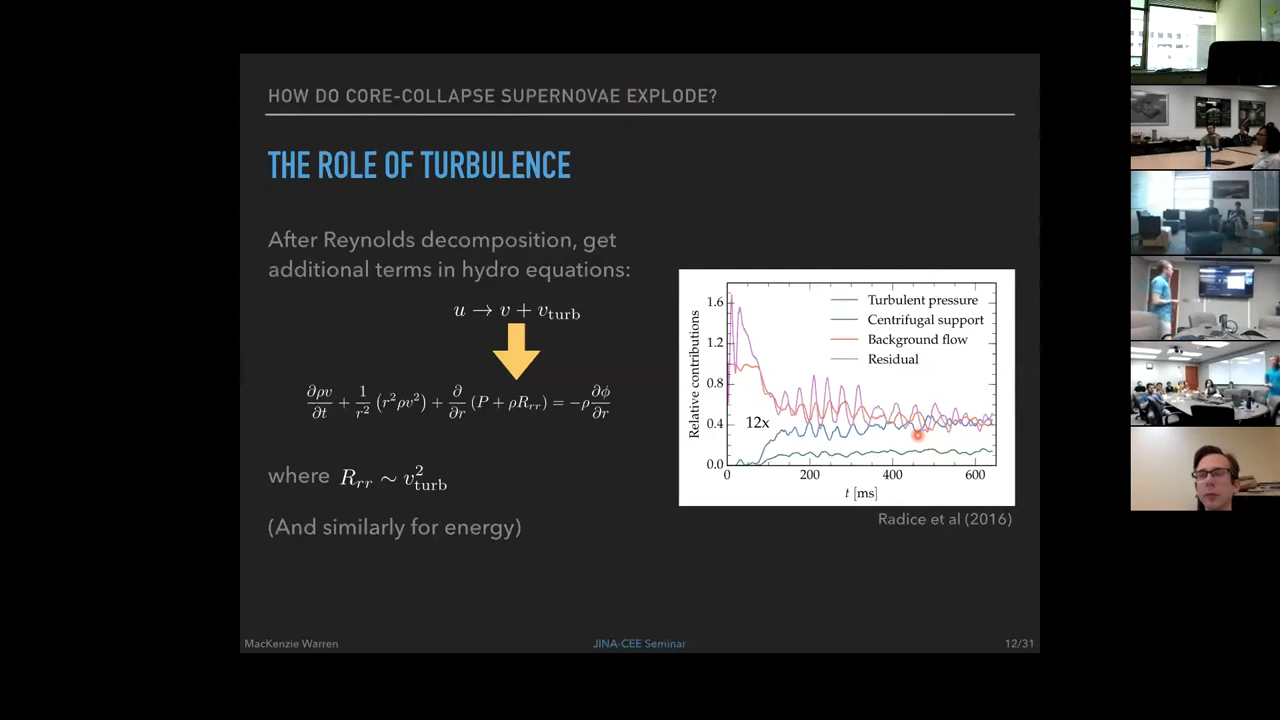 HOW DO CORE-COLLAPSE SUPERNOVAE EXPLODE?
THE ROLE OF TURBULENCE
After Reynolds decomposition, get
additional terms in hydro equations:
u → v + v_turb
∂ρv/∂t + 1/r² (r²ρv²) + ∂/∂r (P + ρR_rr) = −ρ ∂ϕ/∂r
where R_rr ∼ v²_turb
(And similarly for energy)
Relative contributions
1.6
1.2
0.8
0.4
0.0
Turbulent pressure
Centrifugal support
Background flow
Residual
12x
0 200 400 600
t [ms]
Radice et al (2016)
MacKenzie Warren
JINA-CEE Seminar
12/31